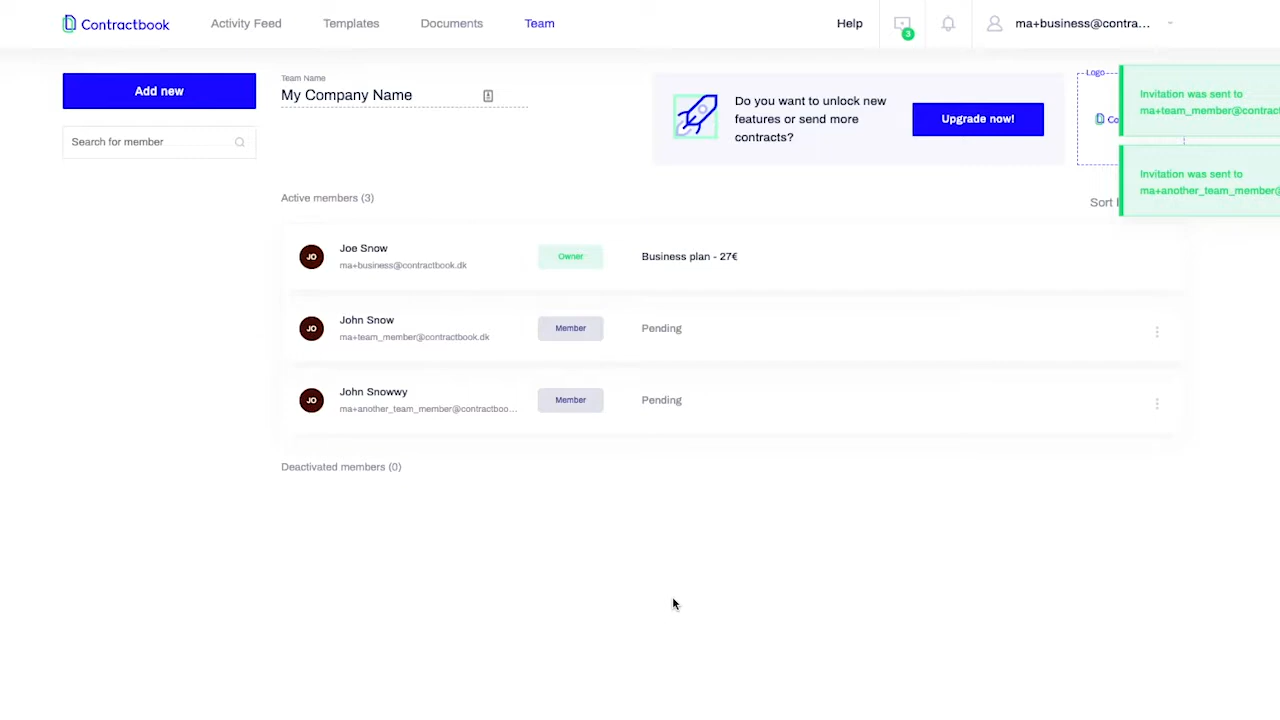 Contractbook
Activity Feed
Templates
Documents
Team
Help
3
ma+business@contra...
Add new
Search for member
Team Name
My Company Name
Do you want to unlock new
features or send more
contracts?
Upgrade now!
Logo
Co
Invitation was sent to
ma+team_member@contract
Invitation was sent to
ma+another_team_member@
Active members (3)
Sort
JO
Joe Snow
ma+business@contractbook.dk
Owner
Business plan - 27€
JO
John Snow
ma+team_member@contractbook.dk
Member
Pending
JO
John Snowwy
ma+another_team_member@contractboo...
Member
Pending
Deactivated members (0)